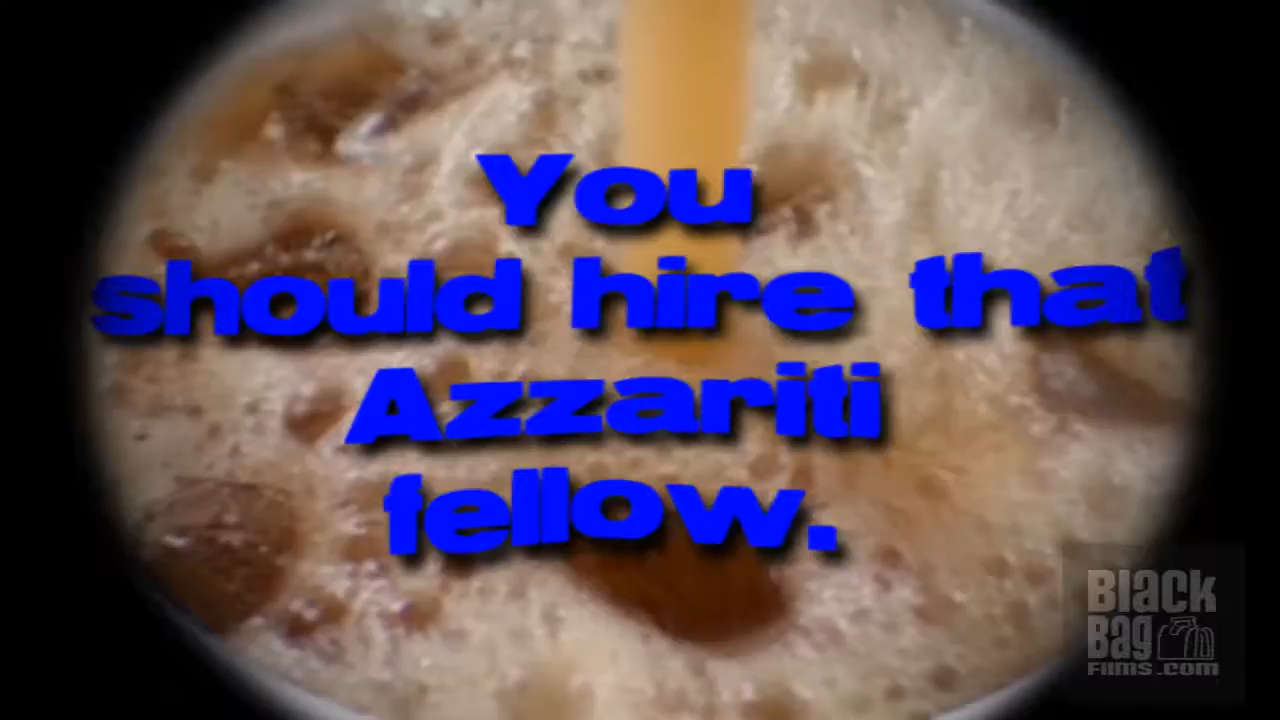 You
should hire that
Azzariti
fellow.
Black
Bag
Films.com